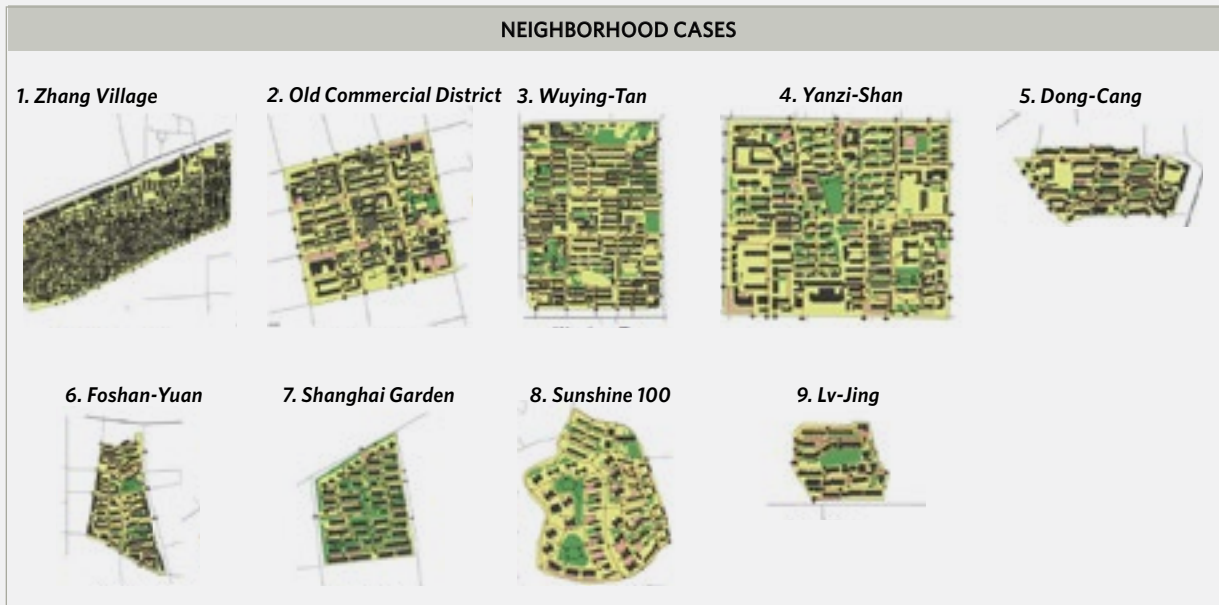 NEIGHBORHOOD CASES
1. Zhang Village
2. Old Commercial District
3. Wuying-Tan
4. Yanzi-Shan
5. Dong-Cang
6. Foshan-Yuan
7. Shanghai Garden
8. Sunshine 100
9. Lv-Jing